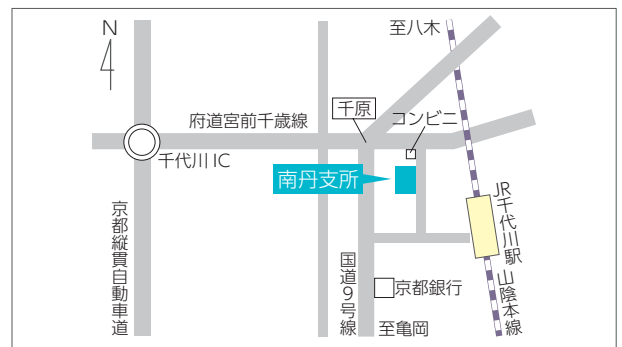 N
至八木
千原
コンビニ
府道宮前千歳線
千代川IC
南丹支所
JR千代川駅
山陰本線
京都縦貫自動車道
国道9号線
京都銀行
至亀岡